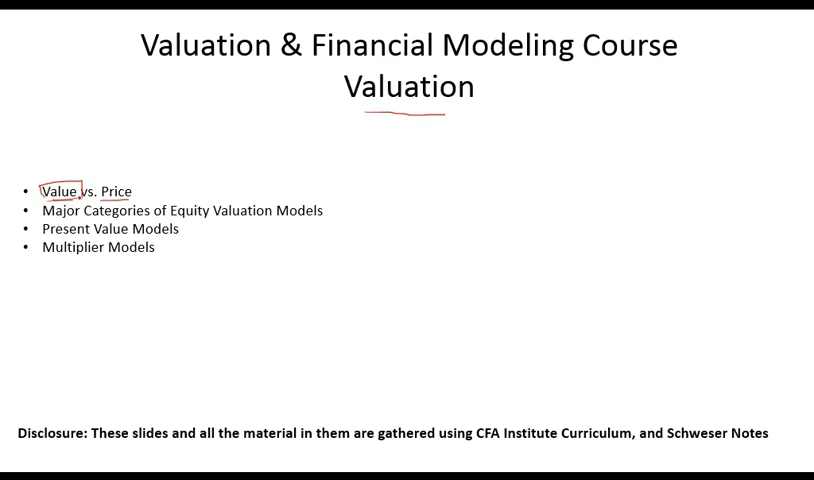 Valuation & Financial Modeling Course
Valuation
• Value vs. Price
• Major Categories of Equity Valuation Models
• Present Value Models
• Multiplier Models
Disclosure: These slides and all the material in them are gathered using CFA Institute Curriculum, and Schweser Notes